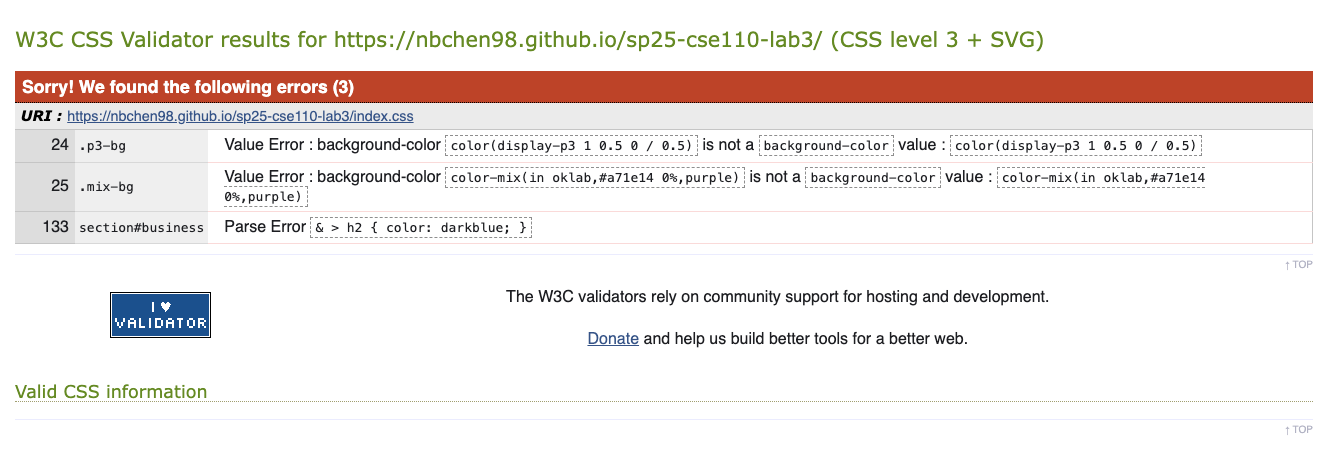 W3C CSS Validator results for https://nbchen98.github.io/sp25-cse110-lab3/ (CSS level 3 + SVG)
Sorry! We found the following errors (3)
URI : https://nbchen98.github.io/sp25-cse110-lab3/index.css
24 .p3-bg Value Error : background-color color(display-p3 1 0.5 0 / 0.5) is not a background-color value : color(display-p3 1 0.5 0 / 0.5)
25 .mix-bg Value Error : background-color color-mix(in oklab,#a71e14 0%,purple) is not a background-color value : color-mix(in oklab,#a71e14
0%,purple)
133 section#business Parse Error & > h2 { color: darkblue; }
↑ TOP
I ♥
VALIDATOR
The W3C validators rely on community support for hosting and development.
Donate and help us build better tools for a better web.
Valid CSS information
↑ TOP